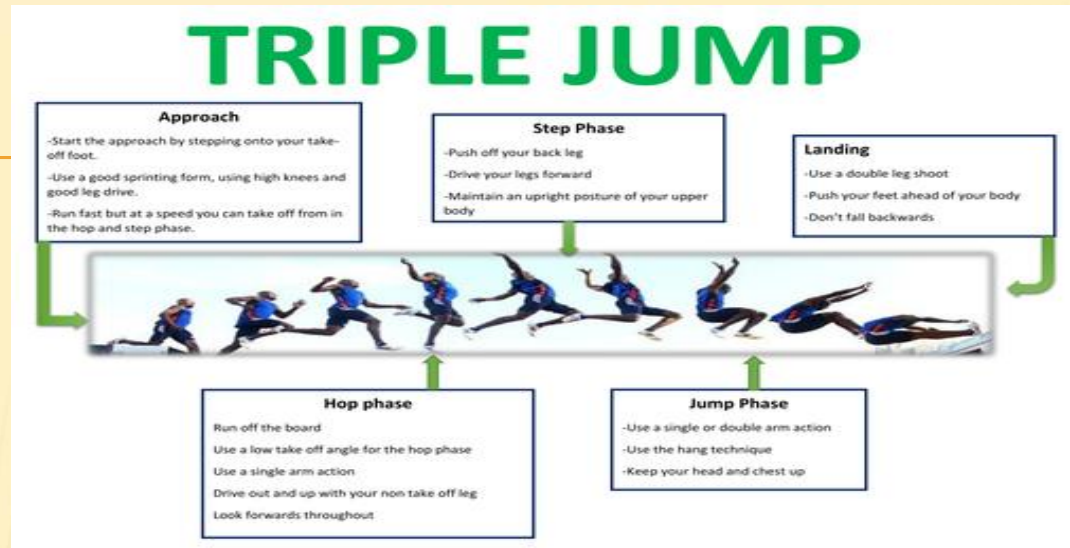 TRIPLE JUMP
Approach
-Start the approach by stepping onto your take-
off foot.
-Use a good sprinting form, using high knees and
good leg drive.
-Run fast but at a speed you can take off from in
the hop and step phase.
Step Phase
-Push off your back leg
-Drive your legs forward
-Maintain an upright posture of your upper
body
Landing
-Use a double leg shoot
-Push your feet ahead of your body
-Don't fall backwards
Hop phase
Run off the board
Use a low take off angle for the hop phase
Use a single arm action
Drive out and up with your non take off leg
Look forwards throughout
Jump Phase
-Use a single or double arm action
-Use the hang technique
-Keep your head and chest up